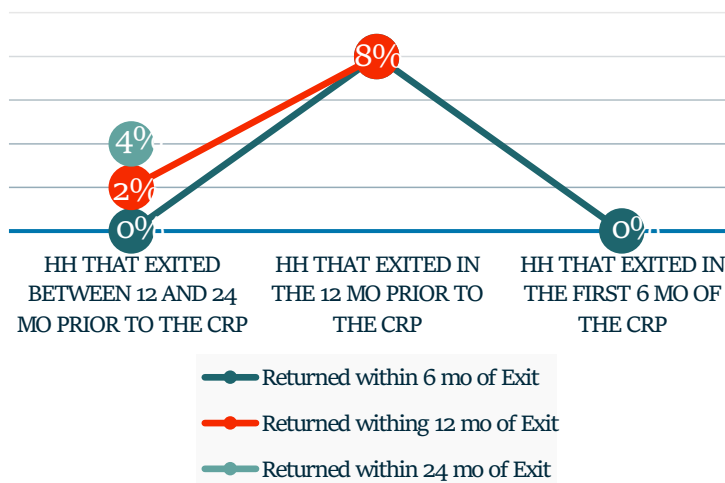 8%
4%
2%
0%
0%
HH THAT EXITED
BETWEEN 12 AND 24
MO PRIOR TO THE CRP
HH THAT EXITED IN
THE 12 MO PRIOR TO
THE CRP
HH THAT EXITED IN
THE FIRST 6 MO OF
THE CRP
Returned within 6 mo of Exit
Returned withing 12 mo of Exit
Returned within 24 mo of Exit